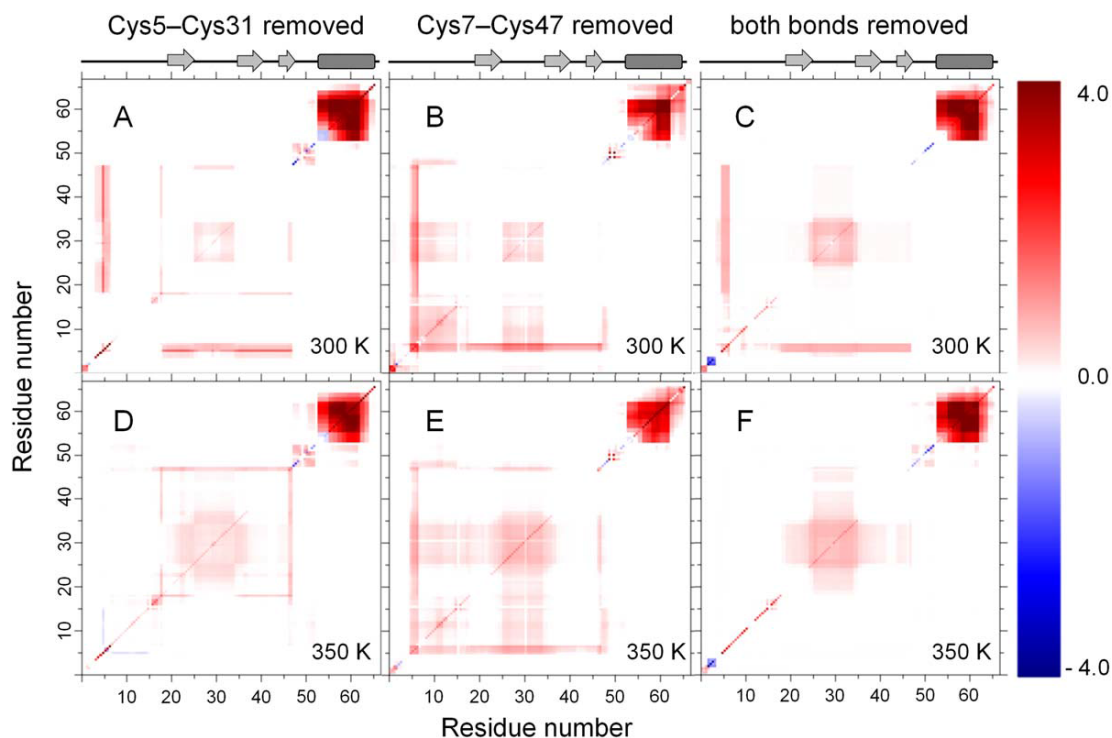 Cys5–Cys31 removed Cys7–Cys47 removed both bonds removed
A B C
60
50
40
30
20
10
300 K 300 K 300 K
4.0
0.0
- 4.0
Residue number
D E F
60
50
40
30
20
10
350 K 350 K 350 K
Residue number
10 20 30 40 50 60 10 20 30 40 50 60 10 20 30 40 50 60
Residue number